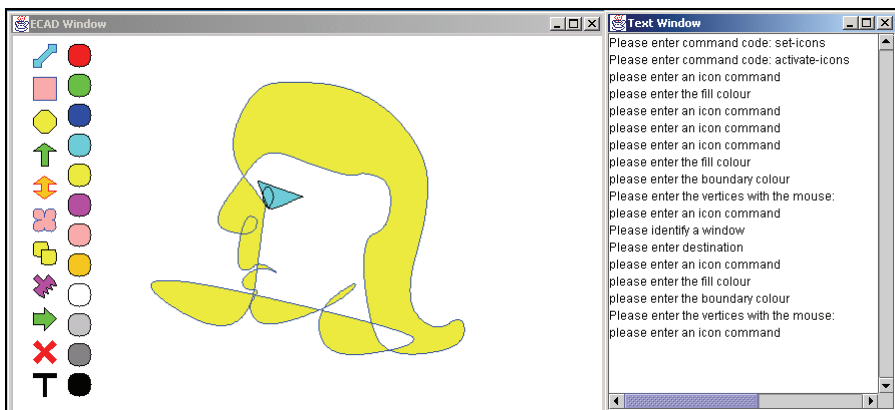 ECAD Window
T
Text Window
Please enter command code: set-icons
Please enter command code: activate-icons
please enter an icon command
please enter the fill colour
please enter an icon command
please enter an icon command
please enter an icon command
please enter the fill colour
please enter the boundary colour
Please enter the vertices with the mouse:
please enter an icon command
Please identify a window
Please enter destination
please enter an icon command
please enter the fill colour
please enter the boundary colour
Please enter the vertices with the mouse:
please enter an icon command